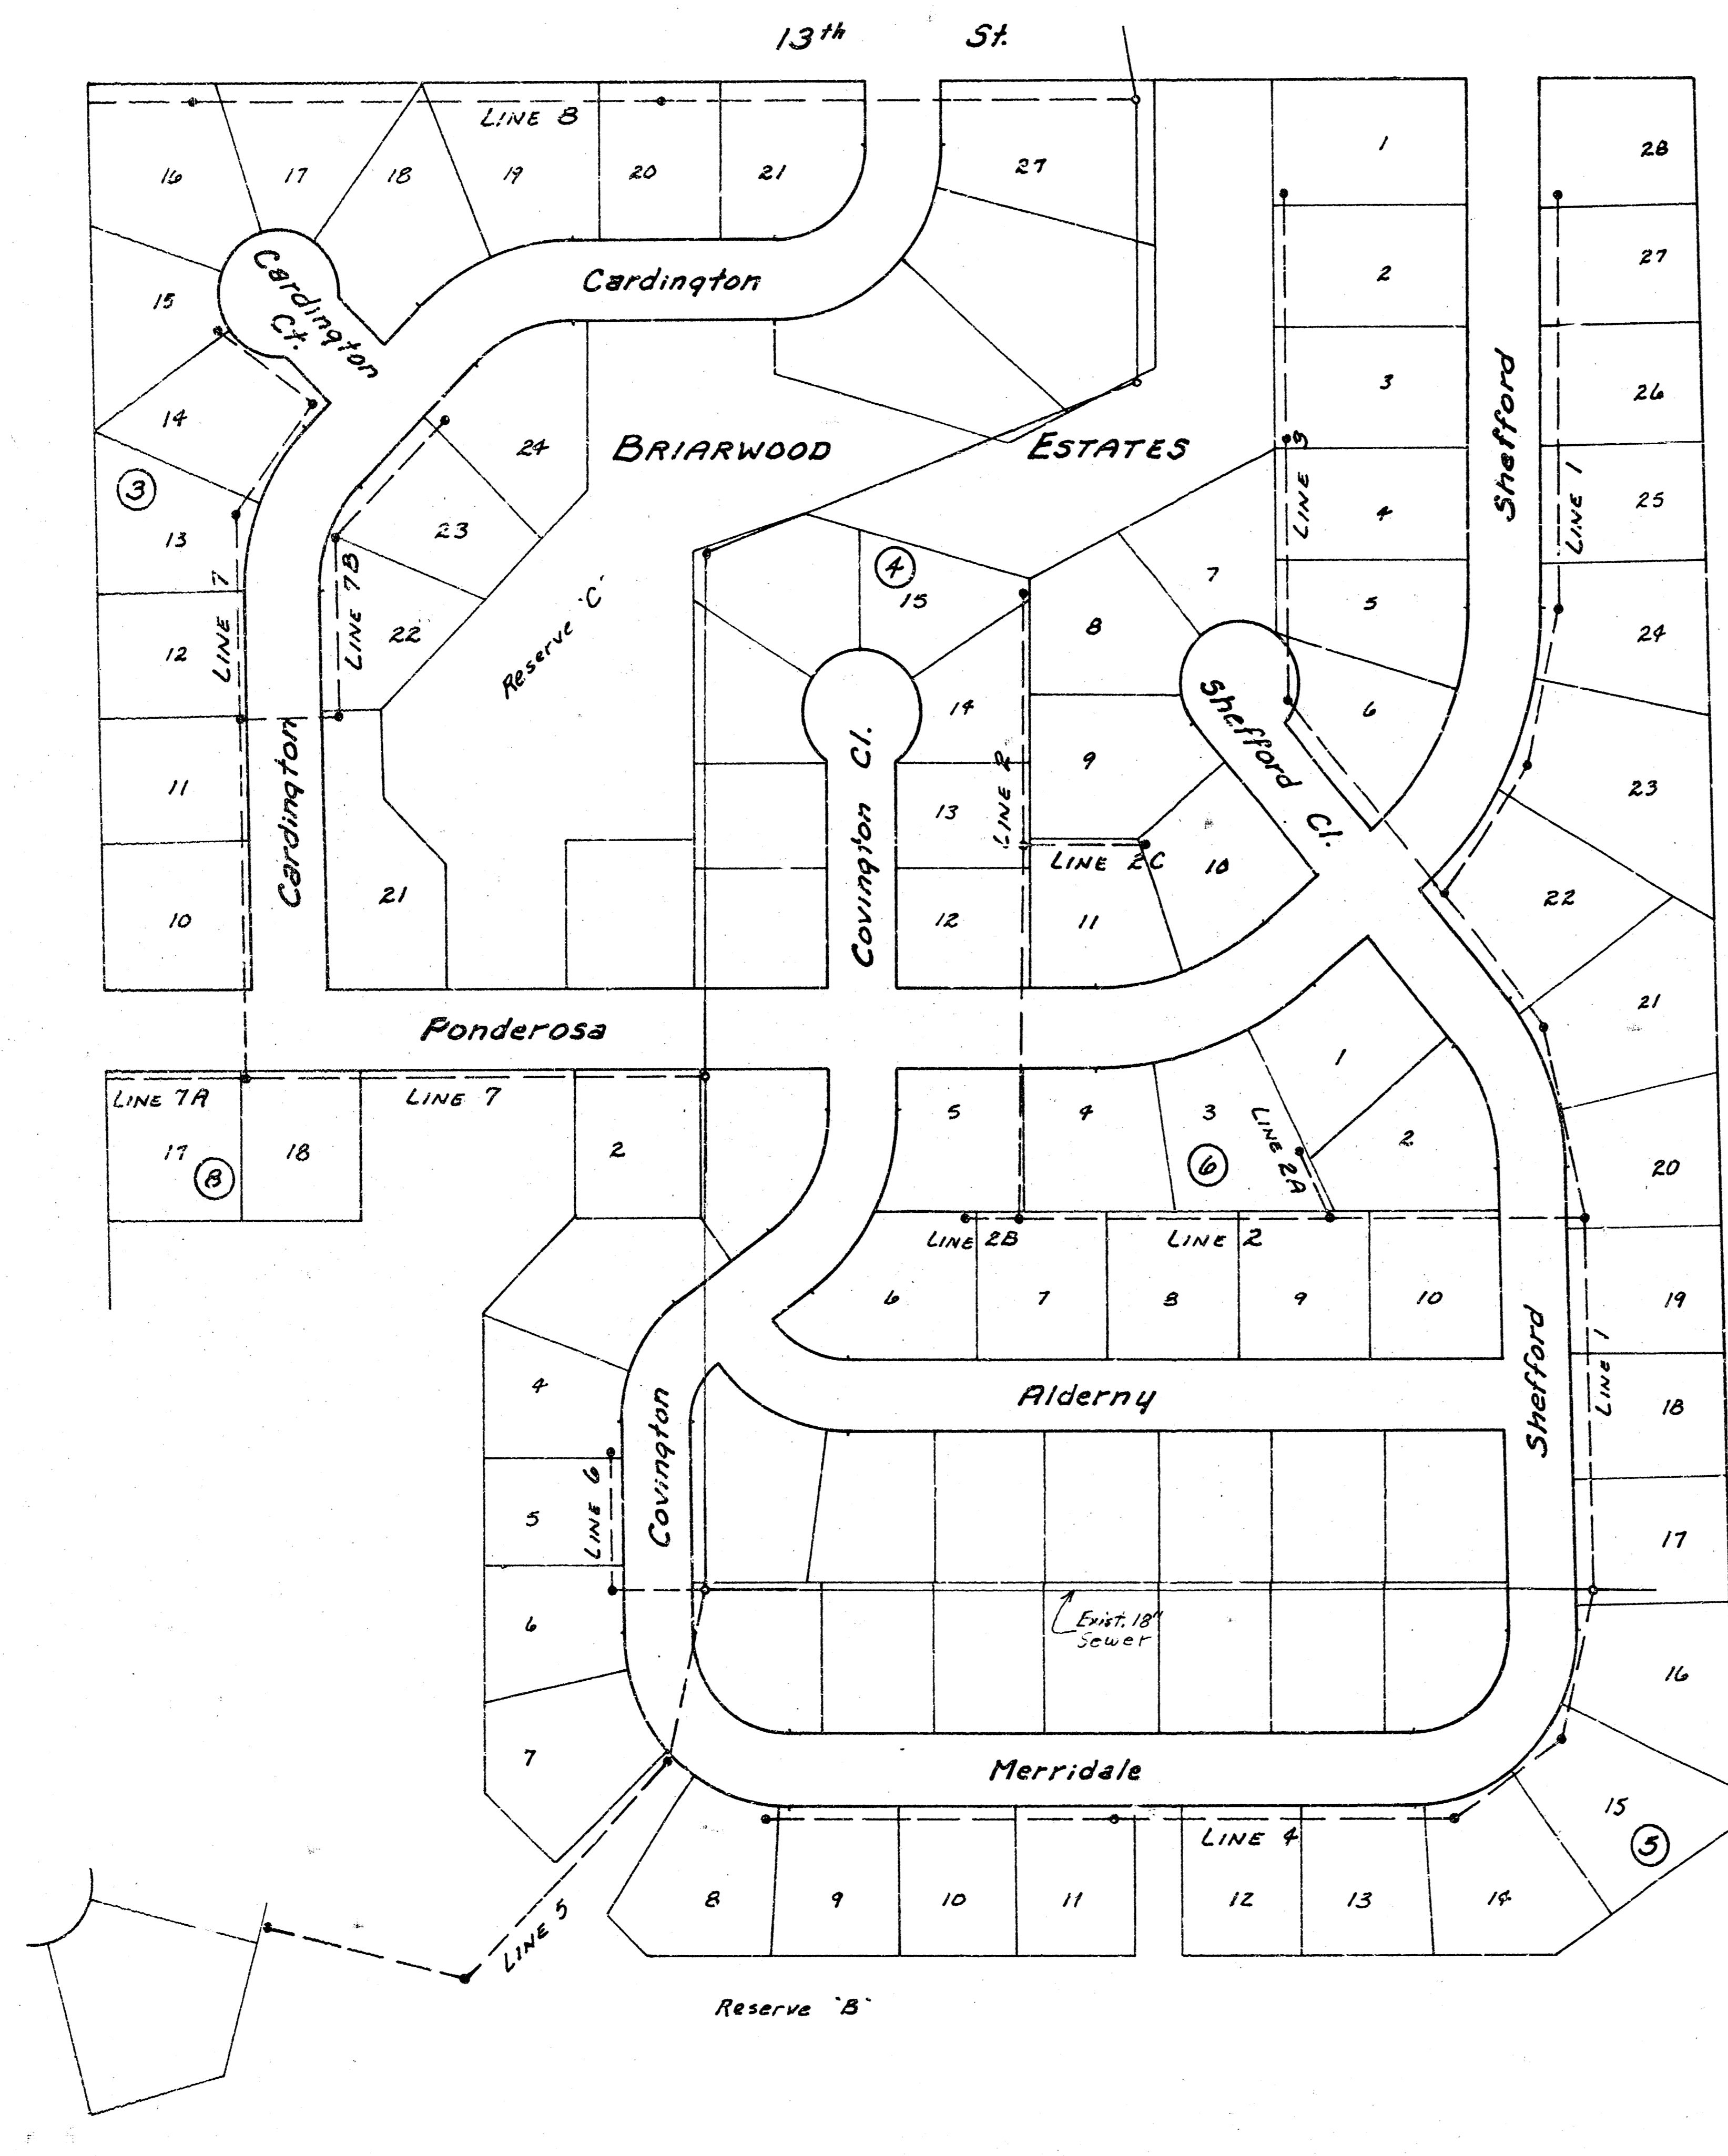 13th St.
LINE 8
16 17 18 19 20 21
27
1
28
Cardington Ct.
Cardington
2
27
15
3
26
14
24
BRIARWOOD ESTATES
Shefford
3
13
23
LINE 3
4
LINE 1
25
4
15
7
5
LINE 7
LINE 7B
22
Reserve "C"
8
24
12
14
6
Cardington
Covington Cl.
LINE 2
9
Shefford Cl.
23
11
13
LINE 2C
10
21
22
10
12
11
21
Ponderosa
1
LINE 7A
LINE 7
5
4
3
LINE 2A
2
17
8
18
2
6
20
LINE 2B
LINE 2
6
7
8
9
10
19
Shefford
LINE 1
4
Alderny
18
Covington
LINE 6
5
17
6
Exist. 18"
Sewer
16
7
Merridale
15
LINE 4
5
8
9
10
11
12
13
14
LINE 5
Reserve "B"